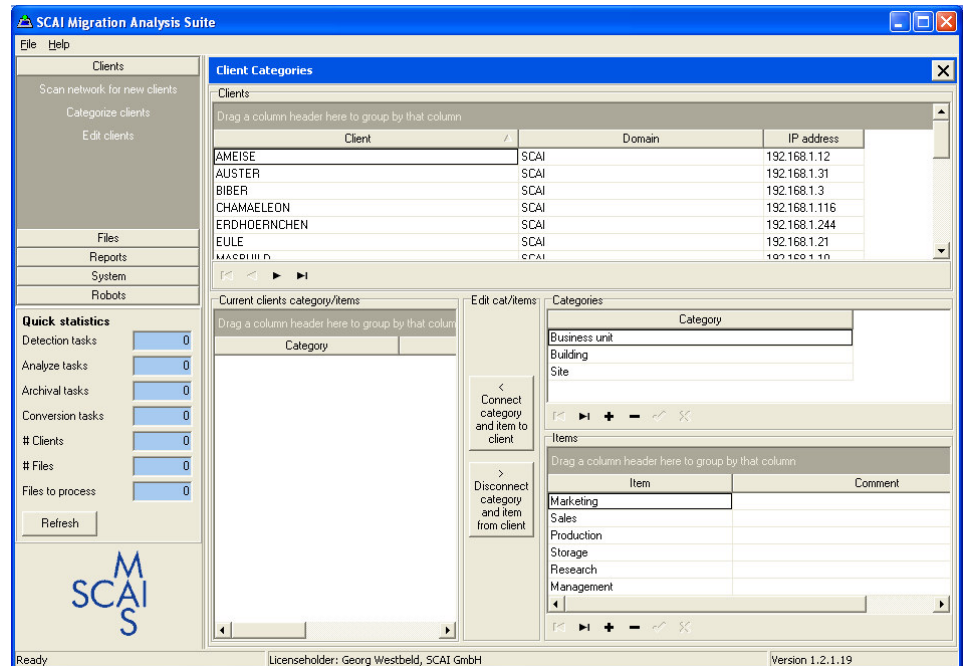 SCAI Migration Analysis Suite
File Help
Clients
Scan network for new clients
Categorize clients
Edit clients
Files
Reports
System
Robots
Quick statistics
Detection tasks 0
Analyze tasks 0
Archival tasks 0
Conversion tasks 0
# Clients 0
# Files 0
Files to process 0
Refresh
M
SCAI
S
Client Categories
Clients
Drag a column header here to group by that column
Client Domain IP address
AMEISE SCAI 192.168.1.12
AUSTER SCAI 192.168.1.31
BIBER SCAI 192.168.1.3
CHAMAELEON SCAI 192.168.1.116
ERDHOERNCHEN SCAI 192.168.1.244
EULE SCAI 192.168.1.21
MASBUILD SCAI 192.168.1.10
Current clients category/items
Drag a column header here to group by that colum
Category
Edit cat/items
<
Connect
category
and item to
client
>
Disconnect
category
and item
from client
Categories
Category
Business unit
Building
Site
Items
Drag a column header here to group by that column
Item Comment
Marketing
Sales
Production
Storage
Research
Management
Ready
Licenseholder: Georg Westbeld, SCAI GmbH
Version 1.2.1.19